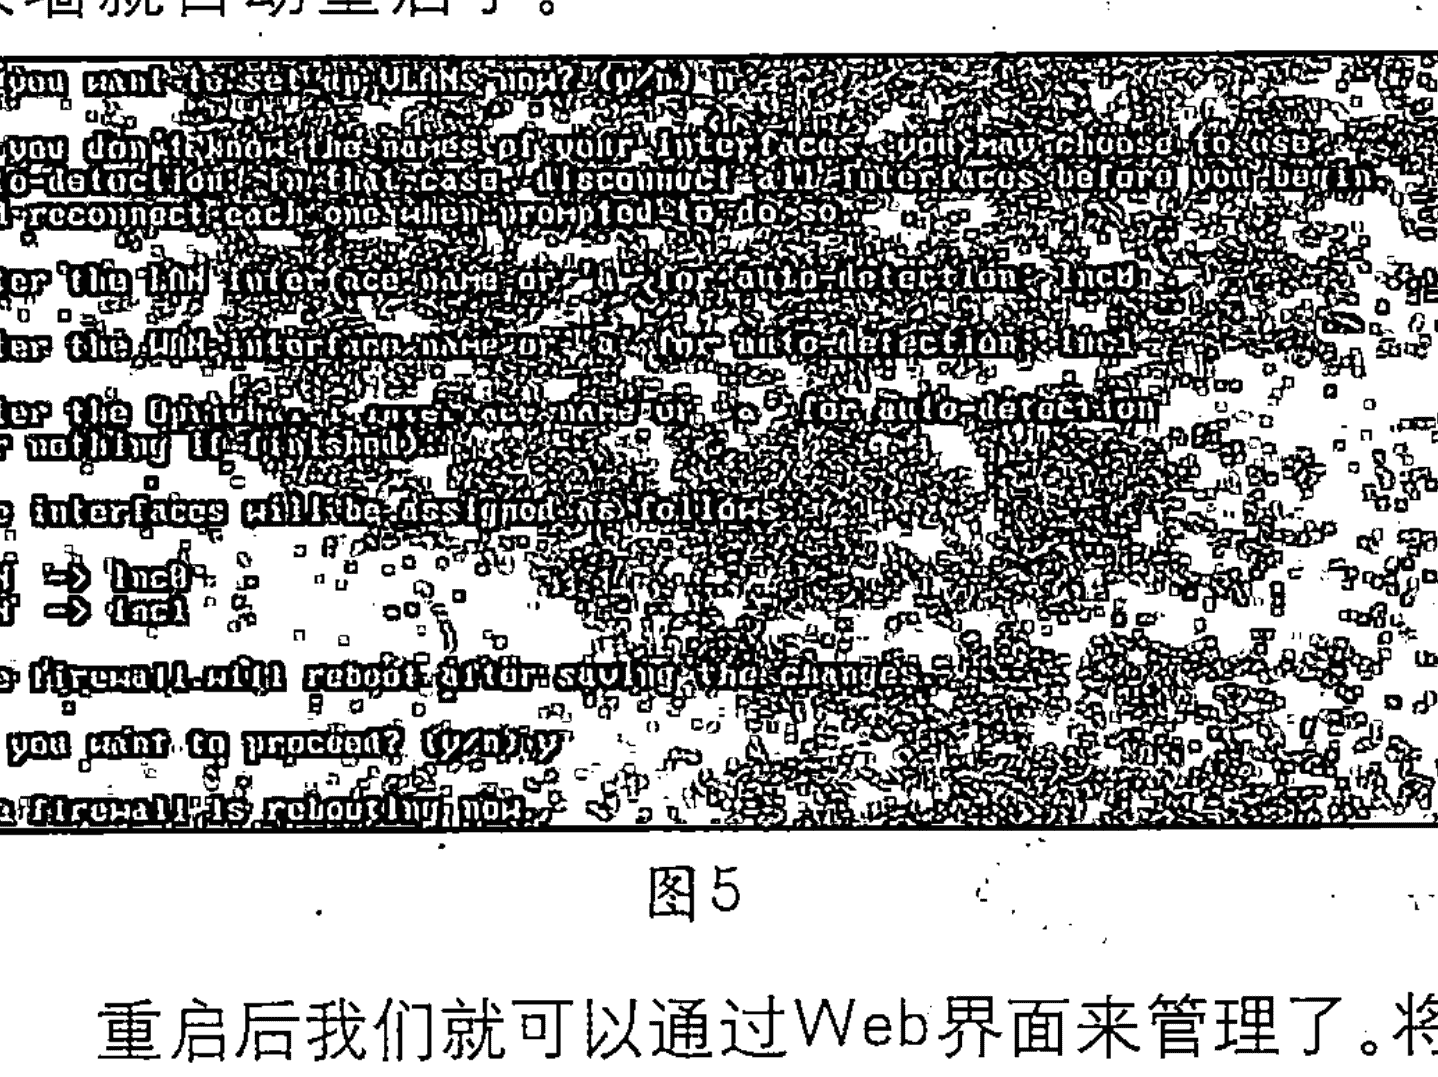 墙就自动重启了。
you want to set up VLANs now? (y/n) n
you don't know the names of your interfaces, you may choose to use
o-detection. In that case, disconnect all interfaces before you begin,
reconnect each one when prompted to do so.
ter the LAN interface name or 'a' for auto-detection: lnc0
ter the WAN interface name or 'a' for auto-detection: lnc1
ter the Optional 1 interface name or 'a' for auto-detection
r nothing if finished):
e interfaces will be assigned as follows:
N -> lnc0
N -> lnc1
e firewall will reboot after saving the changes.
you want to proceed? (y/n) y
e firewall is rebooting now.
图5
重启后我们就可以通过Web界面来管理了。将